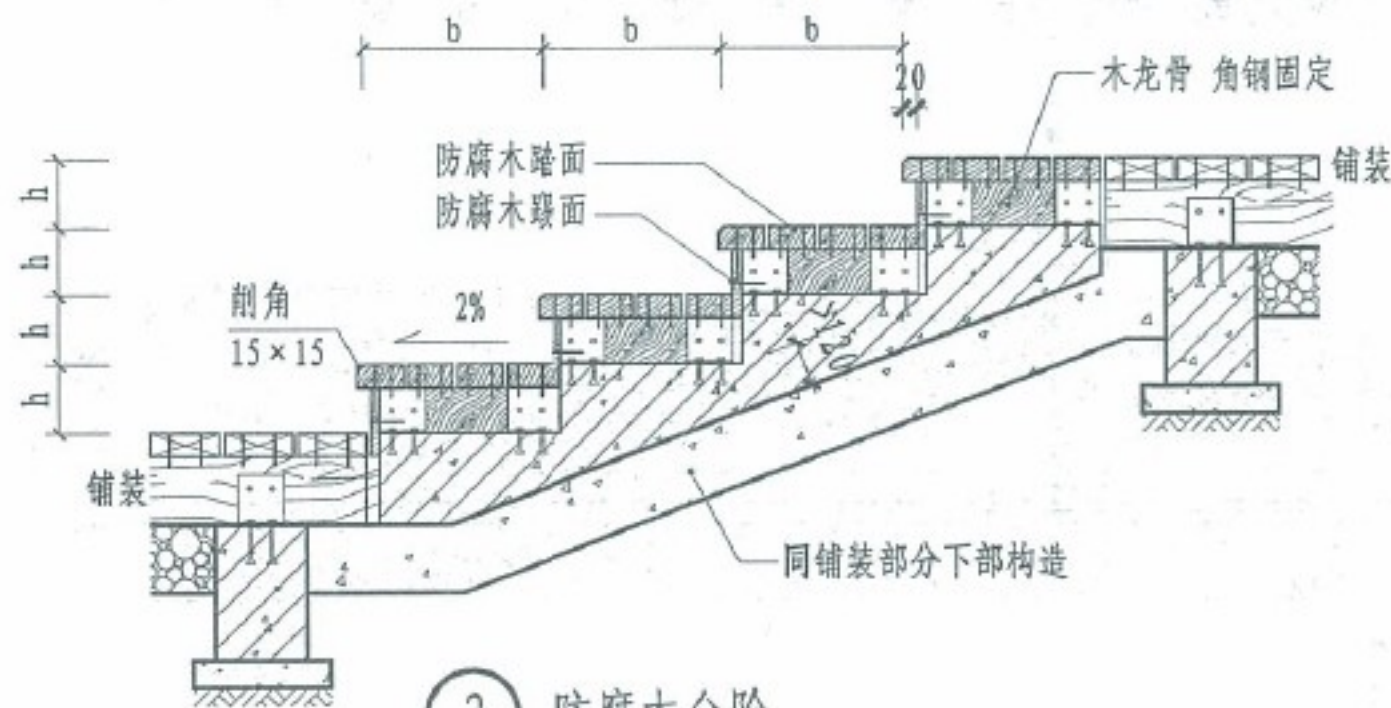 b b b
20
木龙骨 角钢固定
防腐木踏面
铺装
防腐木踢面
h
h
h
h
削角
15×15
2%
≥120
铺装
同铺装部分下部构造
防腐木台阶